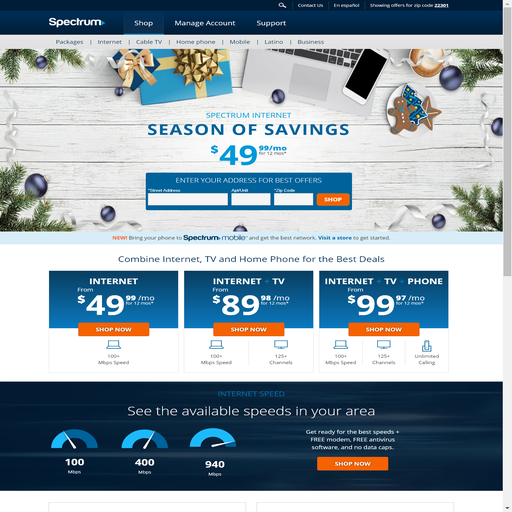 Contact Us
En español
Showing offers for zip code 22301
Spectrum
Shop
Manage Account
Support
Packages | Internet | Cable TV | Home phone | Mobile | Latino | Business
SPECTRUM INTERNET
SEASON OF SAVINGS
$49 99/mo
for 12 mos*
ENTER YOUR ADDRESS FOR BEST OFFERS
*Street Address
Apt/Unit
*Zip Code
SHOP
NEW! Bring your phone to Spectrum mobile and get the best network. Visit a store to get started.
Combine Internet, TV and Home Phone for the Best Deals
INTERNET
From
$49 99 /mo
for 12 mos*
SHOP NOW
100+
Mbps Speed
INTERNET + TV
From
$89 98 /mo
for 12 mos*
SHOP NOW
100+
Mbps Speed
125+
Channels
INTERNET + TV + PHONE
From
$99 97 /mo
for 12 mos*
SHOP NOW
100+
Mbps Speed
125+
Channels
Unlimited
Calling
INTERNET SPEED
See the available speeds in your area
100
Mbps
400
Mbps
940
Mbps
Get ready for the best speeds +
FREE modem, FREE antivirus
software, and no data caps.
SHOP NOW